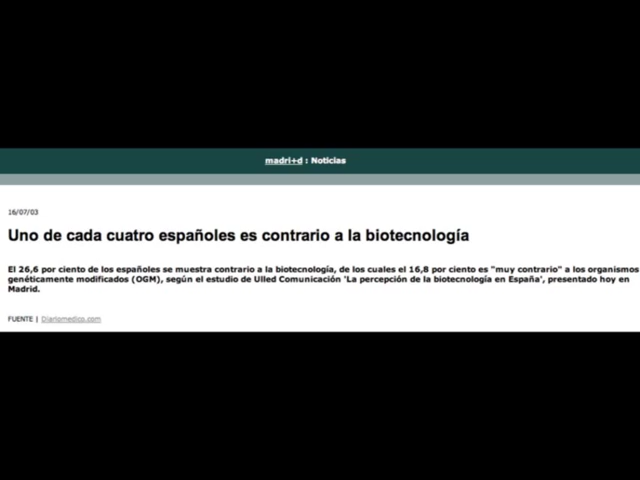 madri+d : Noticias
16/07/03
Uno de cada cuatro españoles es contrario a la biotecnología
El 26,6 por ciento de los españoles se muestra contrario a la biotecnología, de los cuales el 16,8 por ciento es "muy contrario" a los organismos
genéticamente modificados (OGM), según el estudio de Ulled Comunicación 'La percepción de la biotecnología en España', presentado hoy en
Madrid.
FUENTE | Diariomedico.com